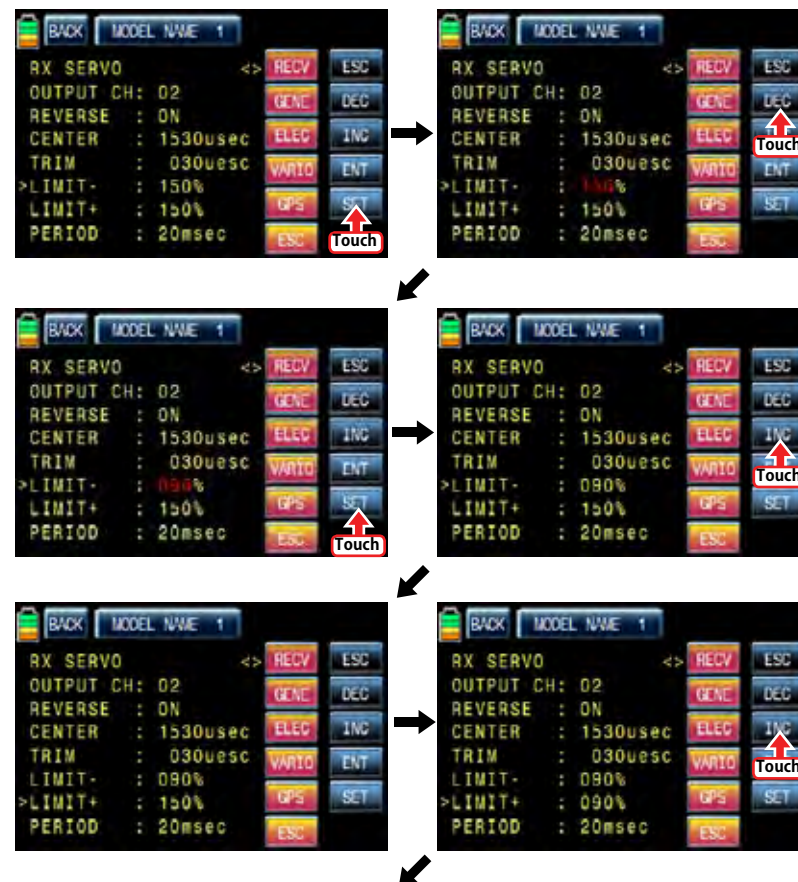 BACK MODEL NAME 1
RX SERVO <> RECV ESC
OUTPUT CH: 02 GENE DEC
REVERSE : ON
CENTER : 1530usec ELEC INC
TRIM : 030uesc VARIO ENT
>LIMIT- : 150%
LIMIT+ : 150% GPS SET
PERIOD : 20msec ESC Touch
BACK MODEL NAME 1
RX SERVO <> RECV ESC
OUTPUT CH: 02 GENE DEC
REVERSE : ON
CENTER : 1530usec ELEC Touch
TRIM : 030uesc VARIO ENT
>LIMIT- : 150%
LIMIT+ : 150% GPS SET
PERIOD : 20msec ESC
BACK MODEL NAME 1
RX SERVO <> RECV ESC
OUTPUT CH: 02 GENE DEC
REVERSE : ON
CENTER : 1530usec ELEC INC
TRIM : 030uesc VARIO ENT
>LIMIT- : 090%
LIMIT+ : 150% GPS SET
PERIOD : 20msec ESC Touch
BACK MODEL NAME 1
RX SERVO <> RECV ESC
OUTPUT CH: 02 GENE DEC
REVERSE : ON
CENTER : 1530usec ELEC INC
TRIM : 030uesc VARIO Touch
>LIMIT- : 090%
LIMIT+ : 150% GPS SET
PERIOD : 20msec ESC
BACK MODEL NAME 1
RX SERVO <> RECV ESC
OUTPUT CH: 02 GENE DEC
REVERSE : ON
CENTER : 1530usec ELEC INC
TRIM : 030uesc VARIO ENT
LIMIT- : 090%
>LIMIT+ : 150% GPS SET
PERIOD : 20msec ESC
BACK MODEL NAME 1
RX SERVO <> RECV ESC
OUTPUT CH: 02 GENE DEC
REVERSE : ON
CENTER : 1530usec ELEC INC
TRIM : 030uesc VARIO Touch
LIMIT- : 090%
>LIMIT+ : 090% GPS SET
PERIOD : 20msec ESC